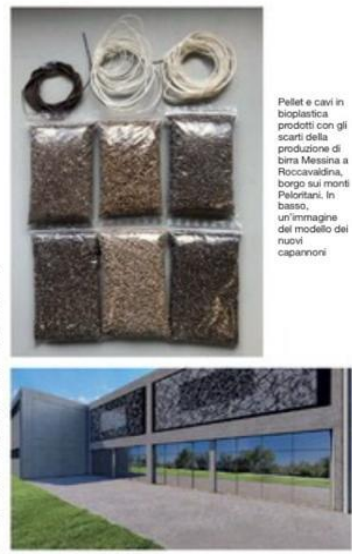 Pellet e cavi in
bioplastica
prodotti con gli
scarti della
produzione di
birra Messina a
Roccavaldina,
borgo sui monti
Peloritani. In
basso,
un'immagine
del modello dei
nuovi
capannoni